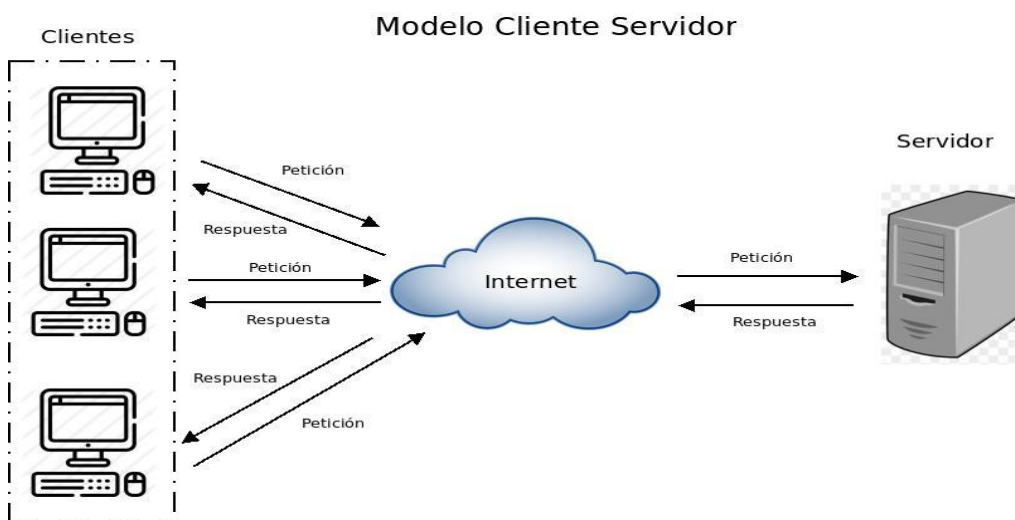 Modelo Cliente Servidor
Clientes
Servidor
Petición
Respuesta
Petición
Respuesta
Respuesta
Petición
Internet
Petición
Respuesta